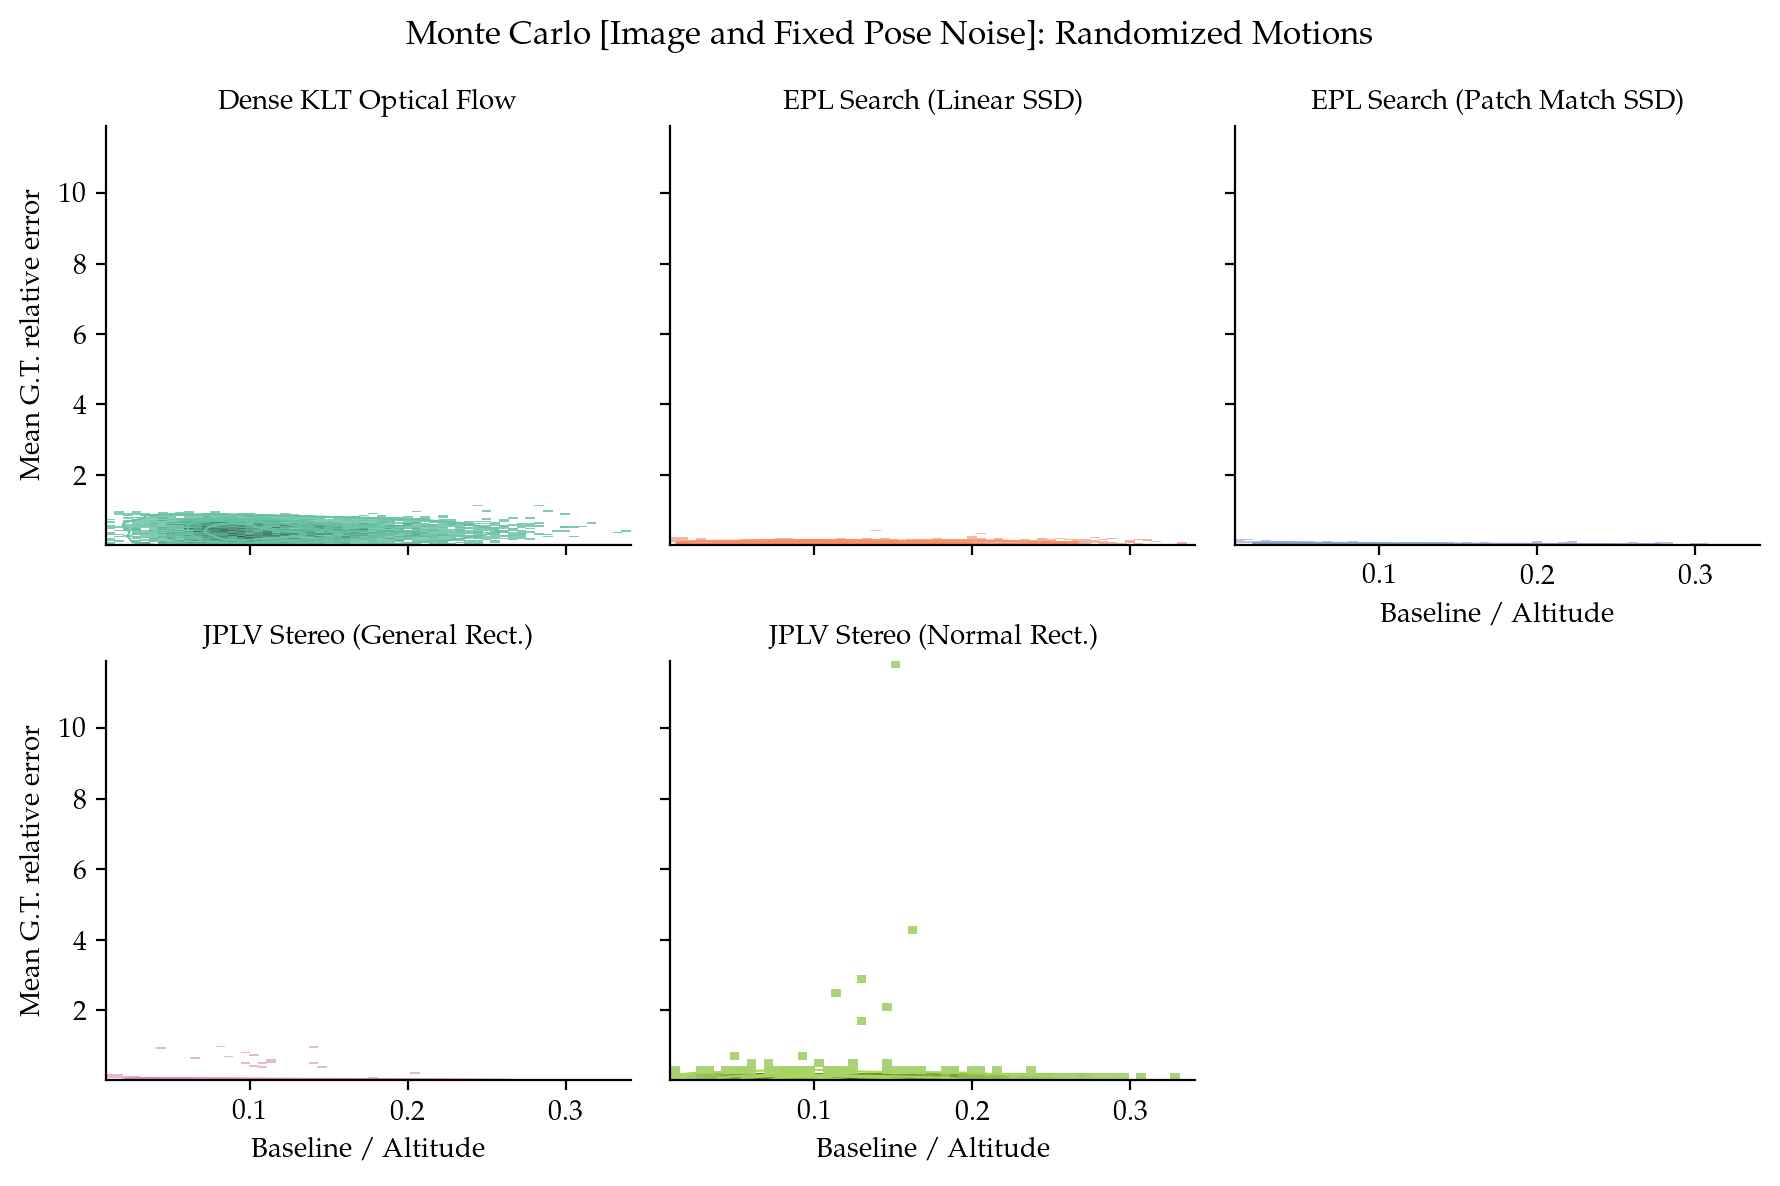 Monte Carlo [Image and Fixed Pose Noise]: Randomized Motions
Dense KLT Optical Flow
EPL Search (Linear SSD)
EPL Search (Patch Match SSD)
Mean G.T. relative error
10
8
6
4
2
0.1 0.2 0.3
Baseline / Altitude
JPLV Stereo (General Rect.)
JPLV Stereo (Normal Rect.)
Mean G.T. relative error
10
8
6
4
2
0.1 0.2 0.3
Baseline / Altitude
0.1 0.2 0.3
Baseline / Altitude